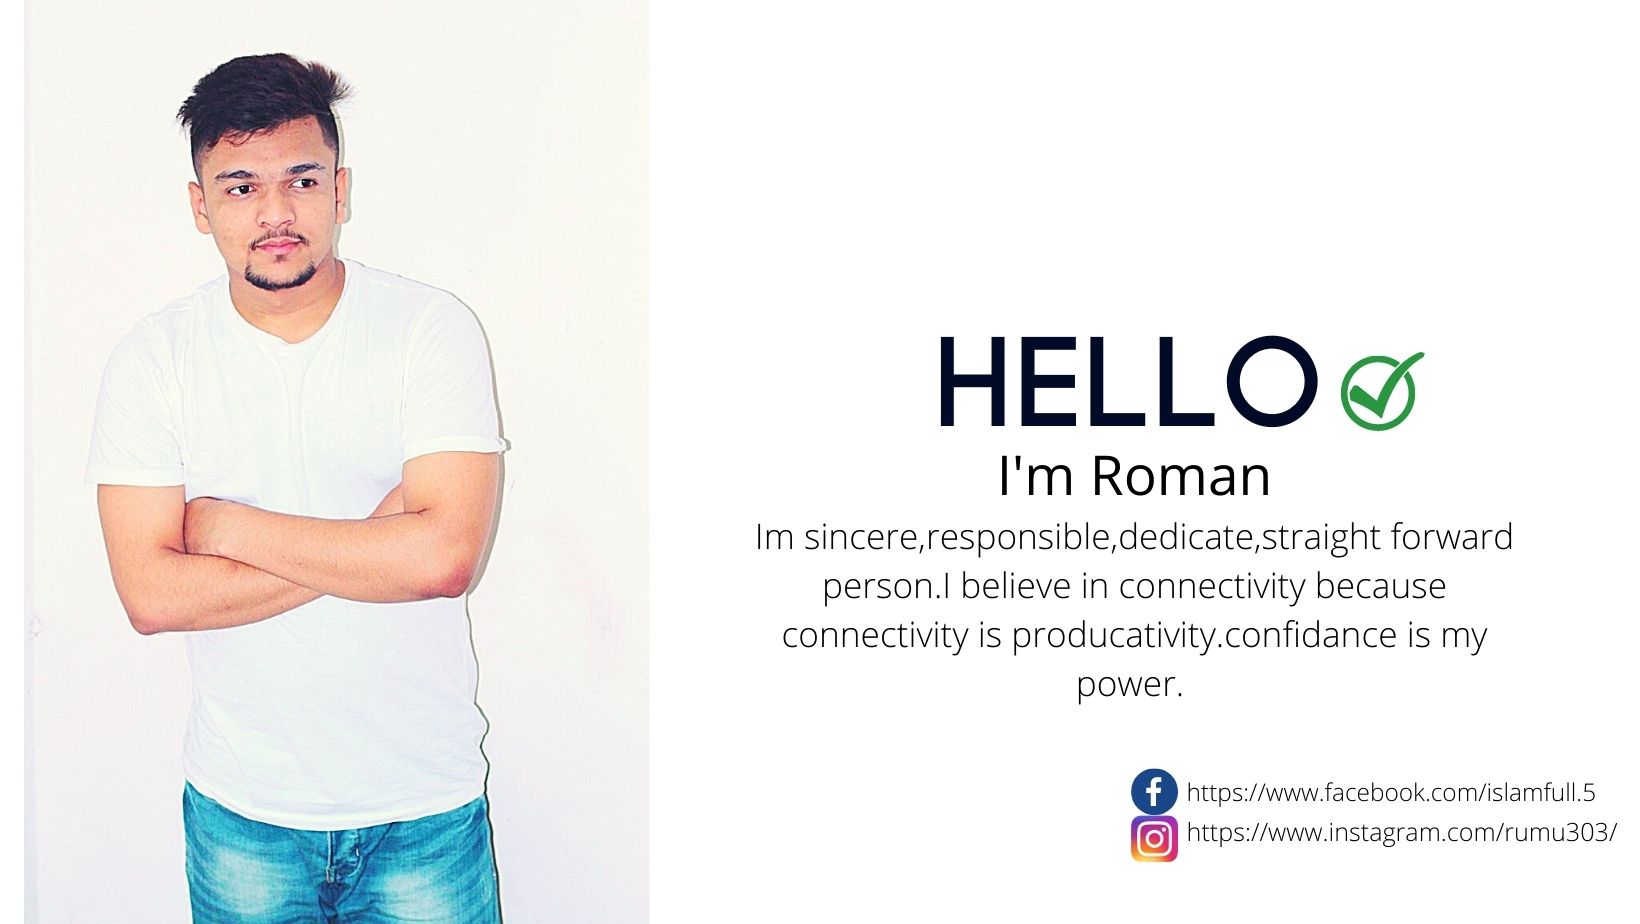 HELLO
I'm Roman
Im sincere,responsible,dedicate,straight forward
person.I believe in connectivity because
connectivity is producativity.confidance is my
power.
https://www.facebook.com/islamfull.5
https://www.instagram.com/rumu303/